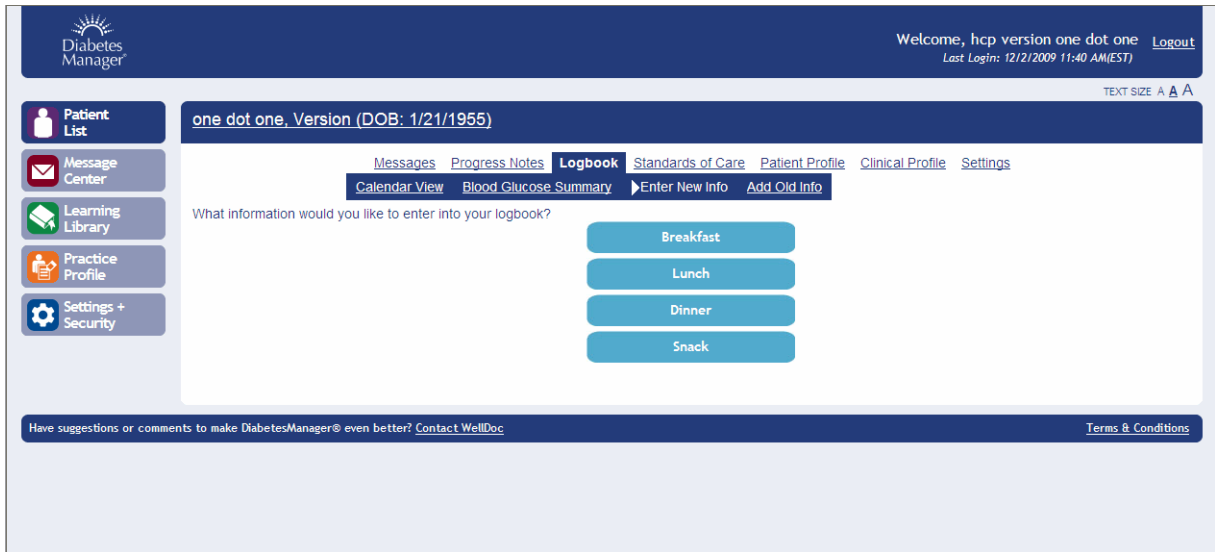 Diabetes
Manager®
Welcome, hcp version one dot one Logout
Last Login: 12/2/2009 11:40 AM(EST)
TEXT SIZE A A A
Patient
List
Message
Center
Learning
Library
Practice
Profile
Settings +
Security
one dot one, Version (DOB: 1/21/1955)
Messages Progress Notes Logbook Standards of Care Patient Profile Clinical Profile Settings
Calendar View Blood Glucose Summary Enter New Info Add Old Info
What information would you like to enter into your logbook?
Breakfast
Lunch
Dinner
Snack
Have suggestions or comments to make DiabetesManager® even better? Contact WellDoc Terms & Conditions